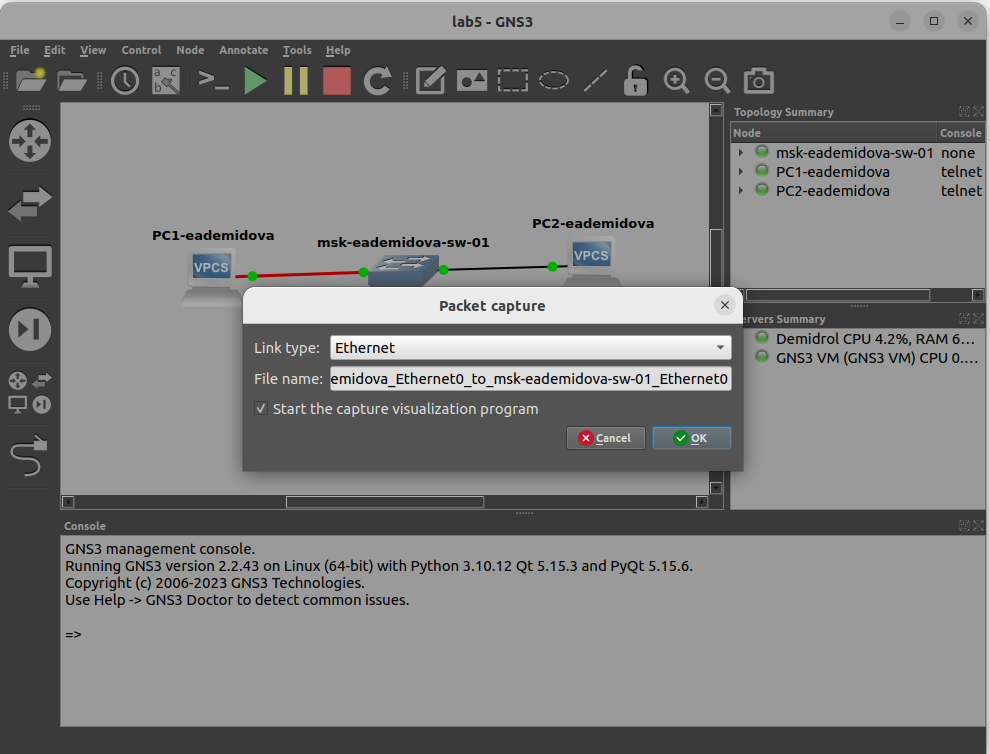 lab5 - GNS3
File Edit View Control Node Annotate Tools Help
Topology Summary
Node Console
msk-eademidova-sw-01 none
PC1-eademidova telnet
PC2-eademidova telnet
PC1-eademidova
msk-eademidova-sw-01
PC2-eademidova
VPCS
VPCS
Packet capture
Link type: Ethernet
File name: emidova_Ethernet0_to_msk-eademidova-sw-01_Ethernet0
Start the capture visualization program
Cancel OK
ervers Summary
Demidrol CPU 4.2%, RAM 6...
GNS3 VM (GNS3 VM) CPU 0....
Console
GNS3 management console.
Running GNS3 version 2.2.43 on Linux (64-bit) with Python 3.10.12 Qt 5.15.3 and PyQt 5.15.6.
Copyright (c) 2006-2023 GNS3 Technologies.
Use Help -> GNS3 Doctor to detect common issues.
=>